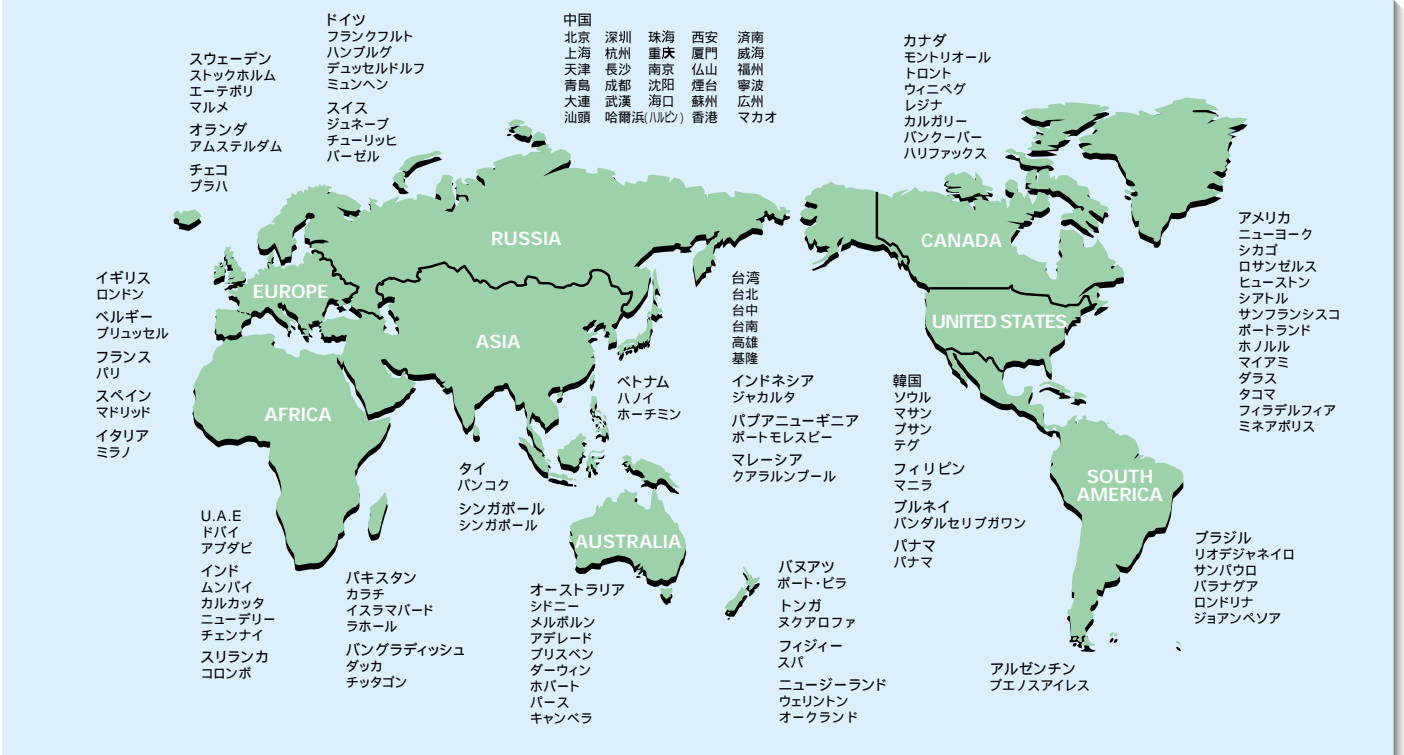 ドイツ
フランクフルト
ハンブルグ
デュッセルドルフ
ミュンヘン
スイス
ジュネーブ
チューリッヒ
バーゼル
中国
北京 深圳 珠海 西安 済南
上海 杭州 重庆 厦門 威海
天津 長沙 南京 仏山 福州
青島 成都 沈阳 煙台 寧波
大連 武漢 海口 蘇州 広州
汕頭 哈爾浜(ハルビン) 香港 マカオ
カナダ
モントリオール
トロント
ウィニペグ
レジナ
カルガリー
バンクーバー
ハリファックス
スウェーデン
ストックホルム
エーテボリ
マルメ
オランダ
アムステルダム
チェコ
プラハ
アメリカ
ニューヨーク
シカゴ
ロサンゼルス
ヒューストン
シアトル
サンフランシスコ
ポートランド
ホノルル
マイアミ
ダラス
タコマ
フィラデルフィア
ミネアポリス
RUSSIA
CANADA
EUROPE
UNITED STATES
ASIA
AFRICA
SOUTH
AMERICA
AUSTRALIA
イギリス
ロンドン
ベルギー
ブリュッセル
フランス
パリ
スペイン
マドリッド
イタリア
ミラノ
台湾
台北
台中
台南
高雄
基隆
インドネシア
ジャカルタ
パプアニューギニア
ポートモレスビー
マレーシア
クアラルンプール
ベトナム
ハノイ
ホーチミン
韓国
ソウル
マサン
プサン
テグ
フィリピン
マニラ
ブルネイ
バンダルセリブガワン
パナマ
パナマ
タイ
バンコク
シンガポール
シンガポール
U.A.E
ドバイ
アブダビ
インド
ムンバイ
カルカッタ
ニューデリー
チェンナイ
スリランカ
コロンボ
パキスタン
カラチ
イスラマバード
ラホール
バングラディッシュ
ダッカ
チッタゴン
オーストラリア
シドニー
メルボルン
アデレード
ブリスベン
ダーウィン
ホバート
パース
キャンベラ
バヌアツ
ポート・ビラ
トンガ
ヌクアロファ
フィジィー
スバ
ニュージーランド
ウェリントン
オークランド
ブラジル
リオデジャネイロ
サンパウロ
パラナグア
ロンドリナ
ジョアンペソア
アルゼンチン
ブエノスアイレス